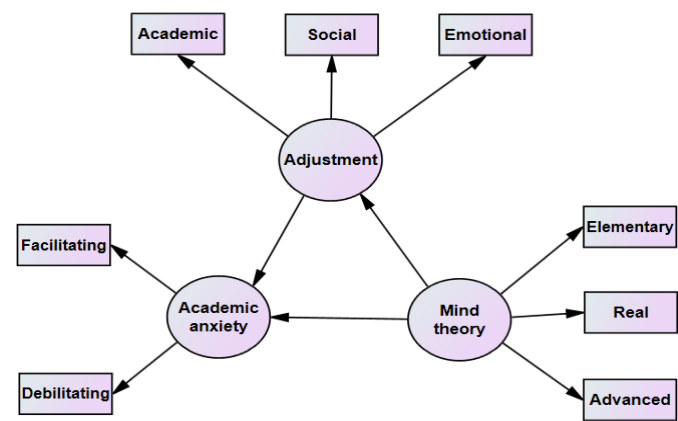 Academic
Social
Emotional
Adjustment
Elementary
Facilitating
Academic
anxiety
Mind
theory
Real
Debilitating
Advanced